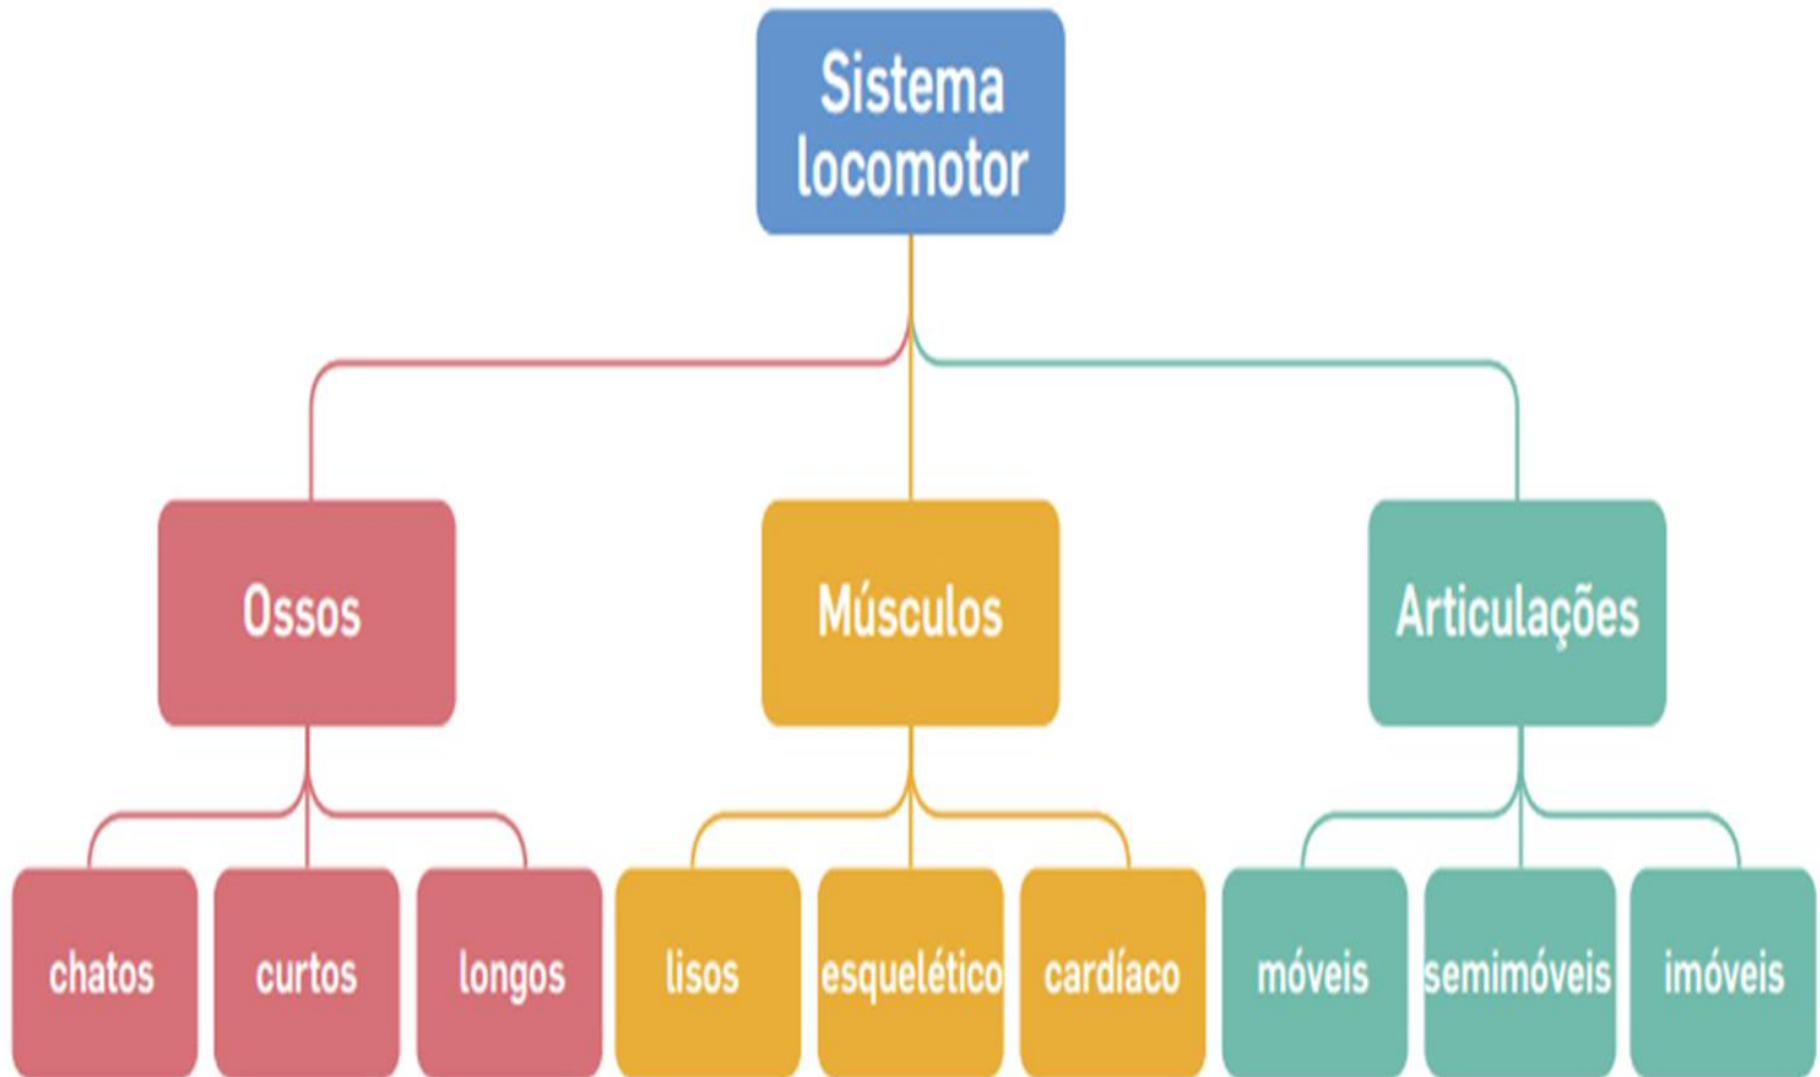 Sistema
locomotor
Ossos
Músculos
Articulações
chatos
curtos
longos
lisos
esquelético
cardíaco
móveis
semimóveis
imóveis